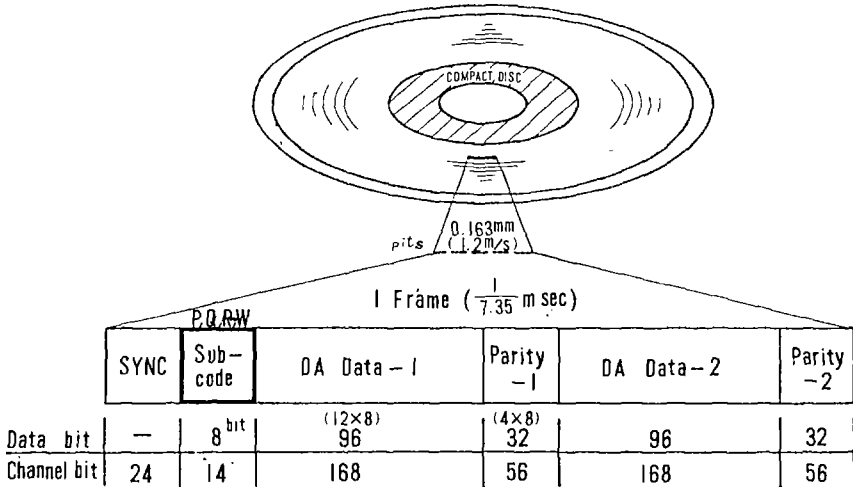 COMPACT DISC
0.163mm
pits (1.2m/s)
1 Frame ( 1/7.35 m sec)
P.Q.R.W
SYNC Sub-code DA Data-1 Parity-1 DA Data-2 Parity-2
(12×8) (4×8)
Data bit — 8 bit 96 32 96 32
Channel bit 24 14 168 56 168 56